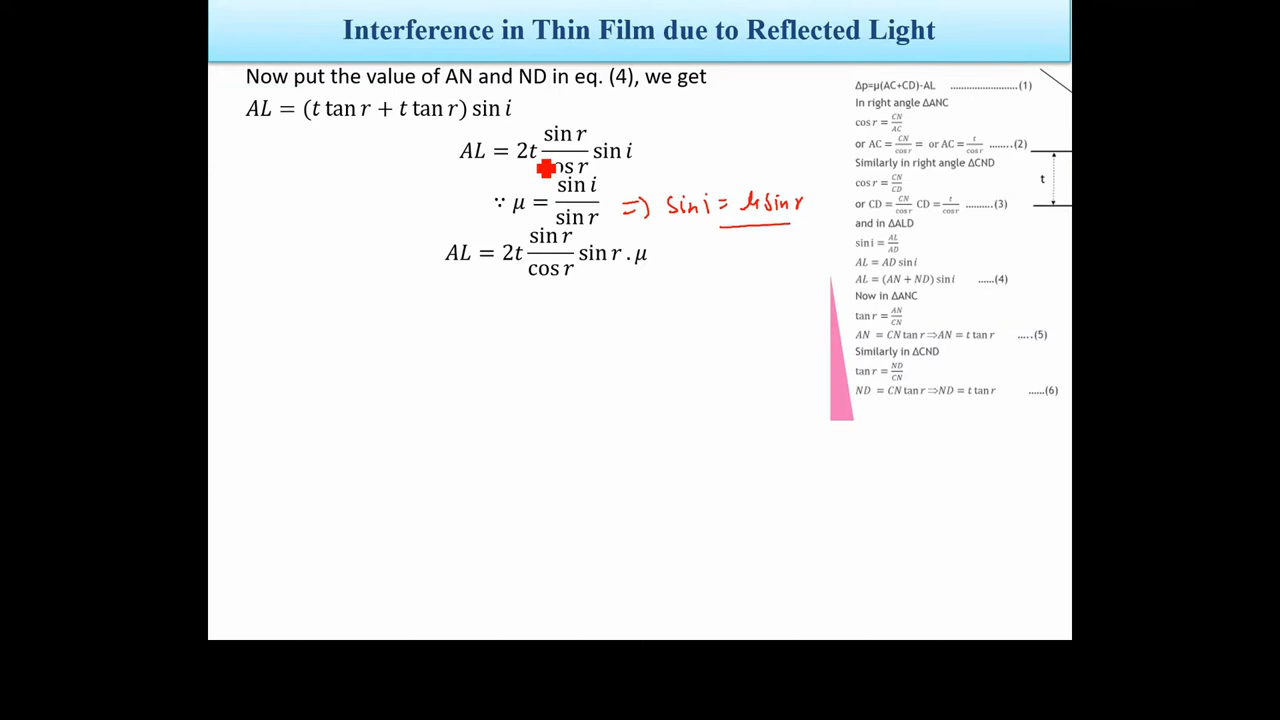 Interference in Thin Film due to Reflected Light
Now put the value of AN and ND in eq. (4), we get
AL = (t tan r + t tan r) sin i
AL = 2t sin r / cos r sin i
∵ μ = sin i / sin r => sin i = μ sin r
AL = 2t sin r / cos r sin r . μ
Δp=μ(AC+CD)-AL ..........................(1)
In right angle ΔANC
cos r = CN / AC
or AC = CN / cos r = or AC = t / cos r ........(2)
Similarly in right angle ΔCND
cos r = CN / CD
or CD = CN / cos r CD = t / cos r ..........(3)
and in ΔALD
sin i = AL / AD
AL = AD sin i
AL = (AN + ND) sin i ......(4)
Now in ΔANC
tan r = AN / CN
AN = CN tan r ⇒ AN = t tan r .....(5)
Similarly in ΔCND
tan r = ND / CN
ND = CN tan r ⇒ ND = t tan r ......(6)
t